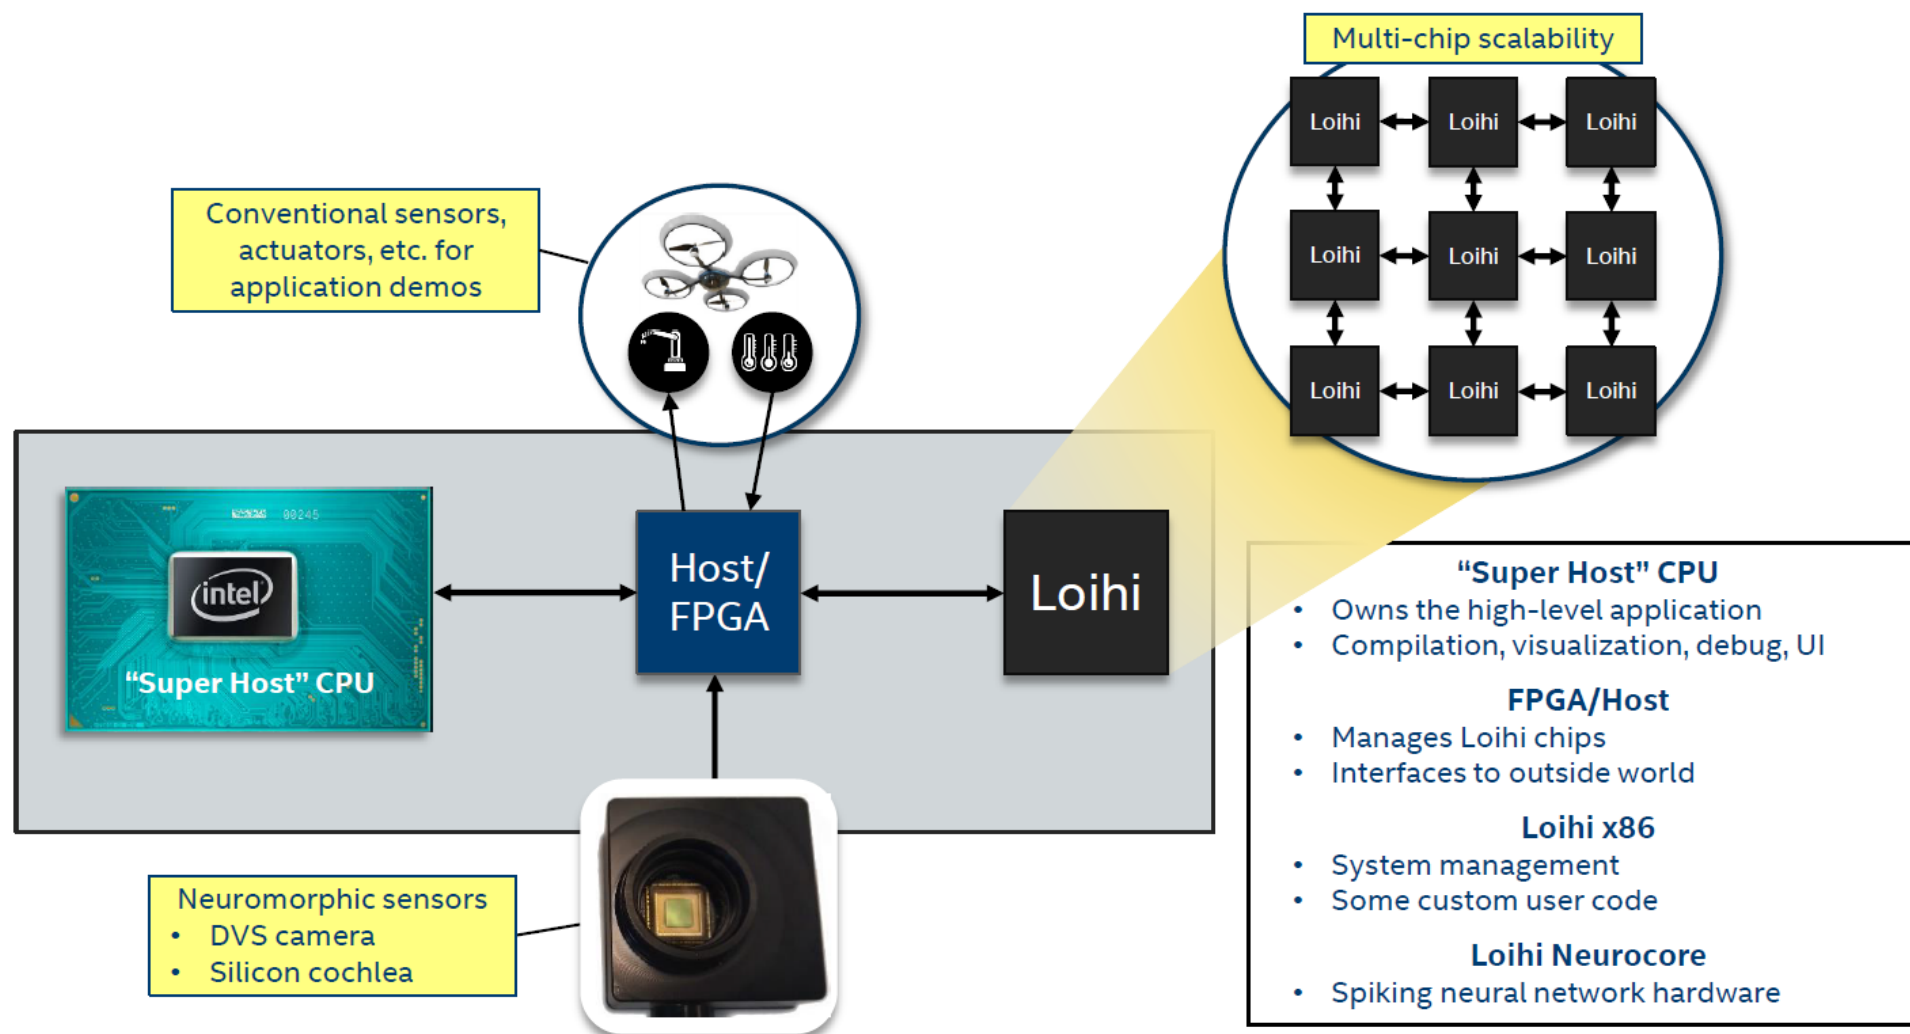 Multi-chip scalability
Loihi Loihi Loihi
Loihi Loihi Loihi
Loihi Loihi Loihi
Conventional sensors,
actuators, etc. for
application demos
00245
intel
"Super Host" CPU
Host/
FPGA
Loihi
Neuromorphic sensors
• DVS camera
• Silicon cochlea
“Super Host” CPU
• Owns the high-level application
• Compilation, visualization, debug, UI
FPGA/Host
• Manages Loihi chips
• Interfaces to outside world
Loihi x86
• System management
• Some custom user code
Loihi Neurocore
• Spiking neural network hardware